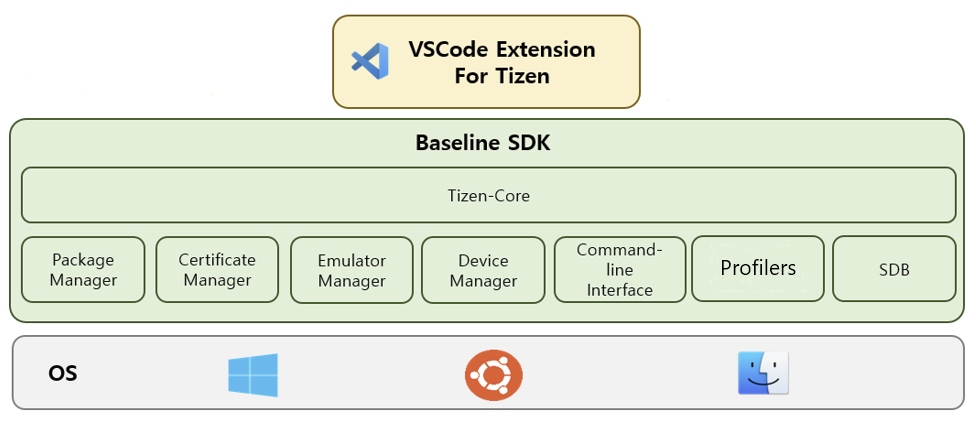 VSCode Extension
For Tizen
Baseline SDK
Tizen-Core
Package
Manager
Certificate
Manager
Emulator
Manager
Device
Manager
Command-
line
Interface
Profilers
SDB
OS